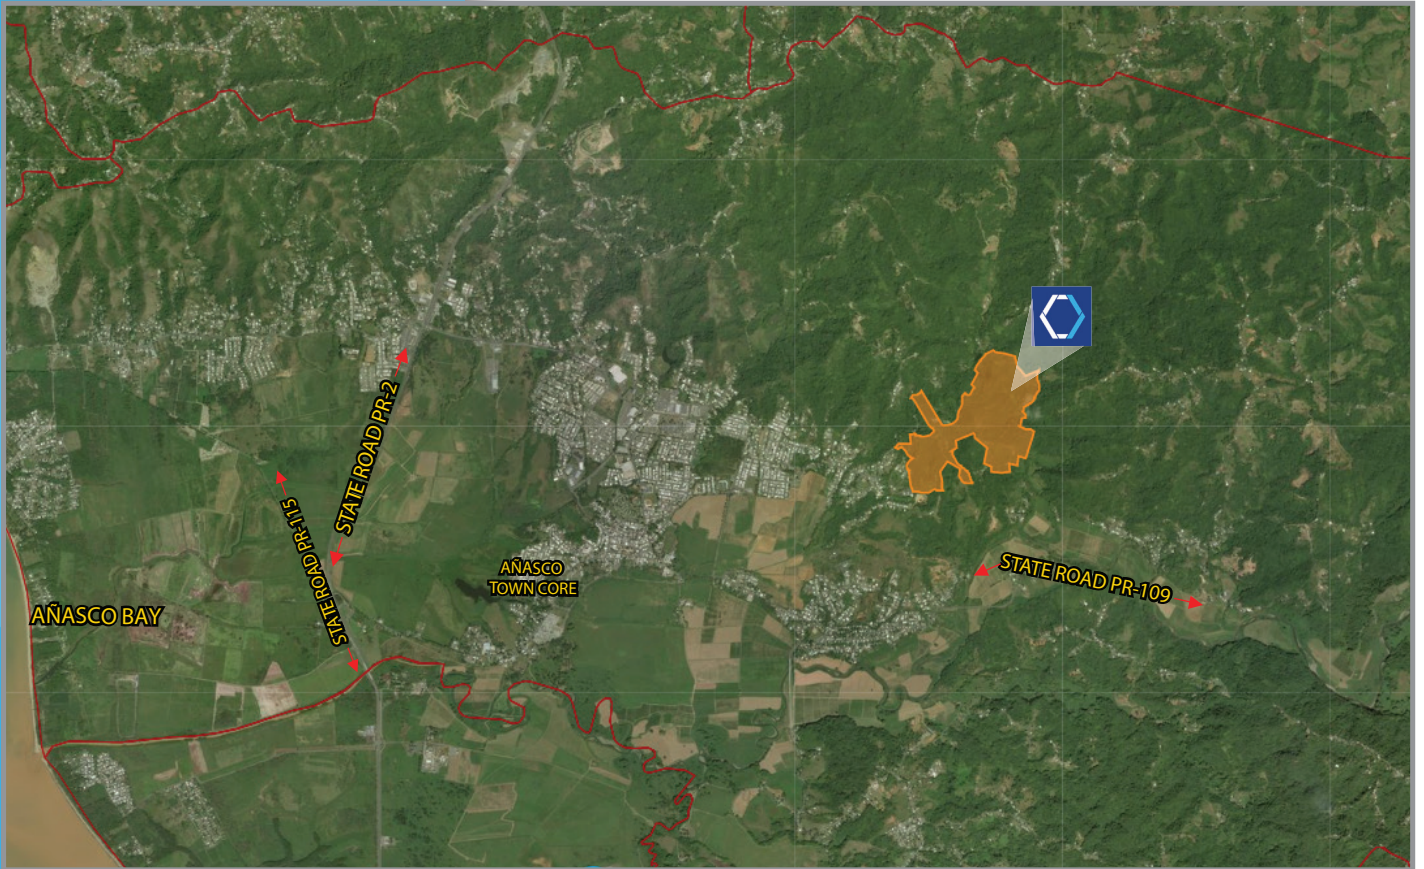 STATE ROAD PR-2
STATE ROAD PR-115
AÑASCO
TOWN CORE
STATE ROAD PR-109
AÑASCO BAY